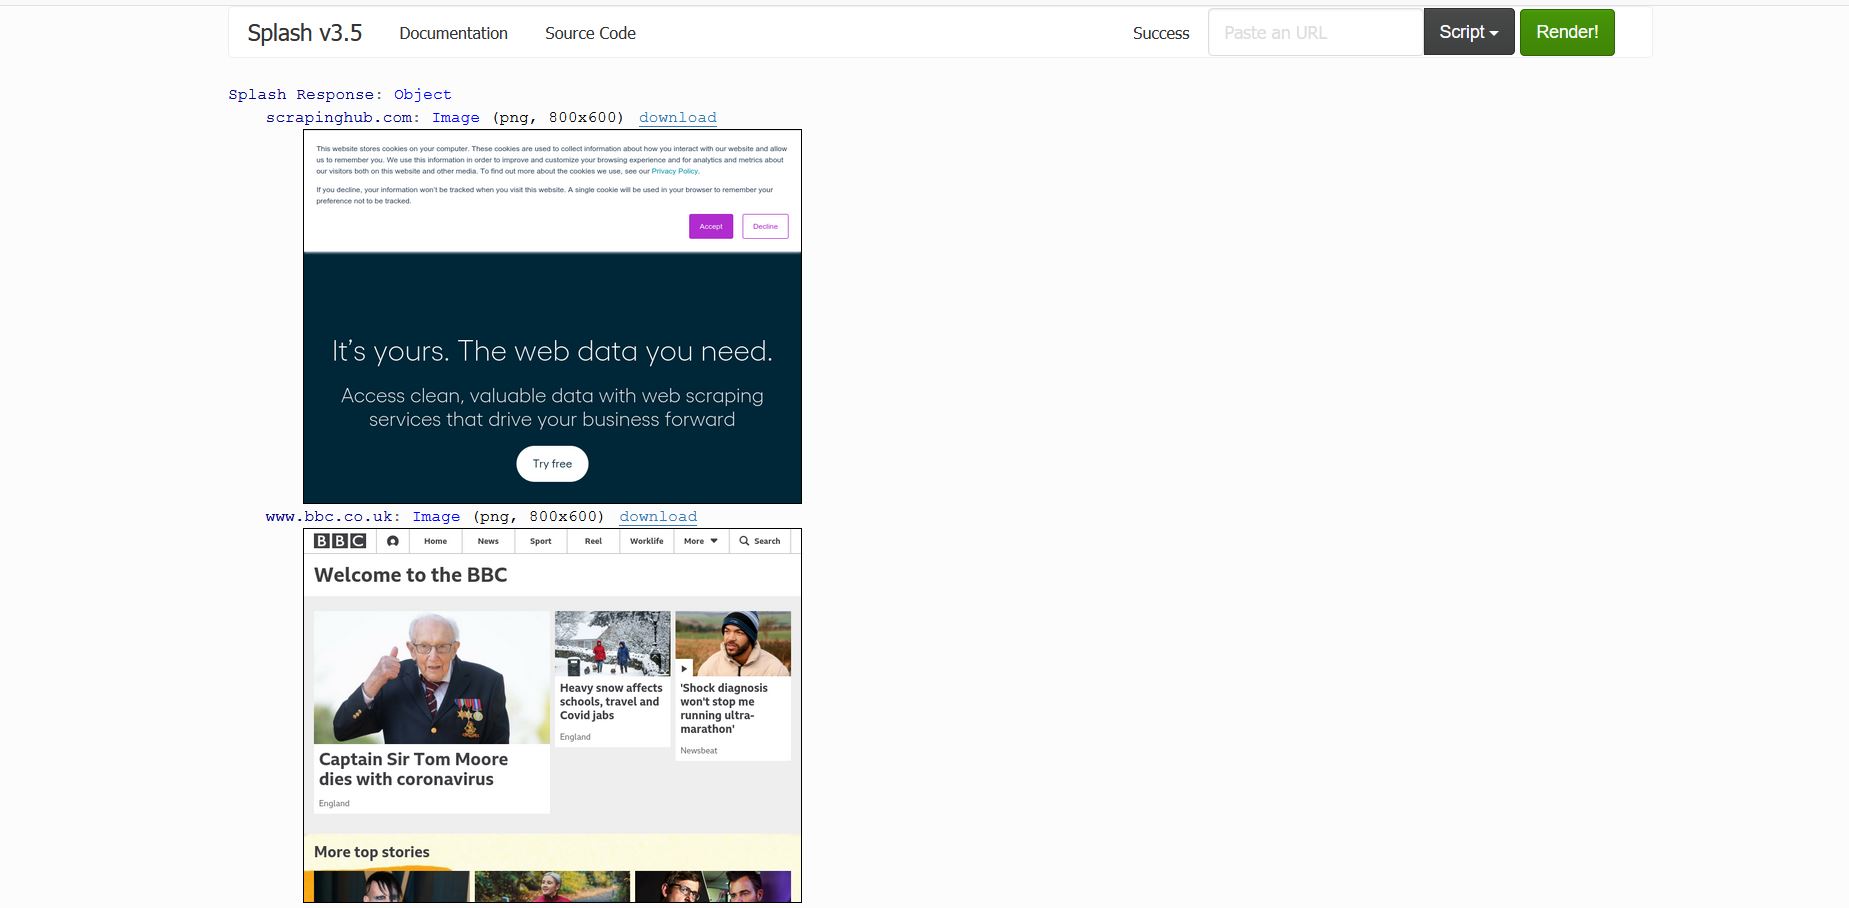 Splash v3.5 Documentation Source Code Success Paste an URL Script Render!
Splash Response: Object
scrapinghub.com: Image (png, 800x600) download
This website stores cookies on your computer. These cookies are used to collect information about how you interact with our website and allow
us to remember you. We use this information in order to improve and customize your browsing experience and for analytics and metrics about
our visitors both on this website and other media. To find out more about the cookies we use, see our Privacy Policy.
If you decline, your information won't be tracked when you visit this website. A single cookie will be used in your browser to remember your
preference not to be tracked.
Accept Decline
It's yours. The web data you need.
Access clean, valuable data with web scraping
services that drive your business forward
Try free
www.bbc.co.uk: Image (png, 800x600) download
BBC Home News Sport Reel Worklife More Search
Welcome to the BBC
Captain Sir Tom Moore
dies with coronavirus
England
Heavy snow affects
schools, travel and
Covid jabs
England
'Shock diagnosis
won't stop me
running ultra-
marathon'
Newsbeat
More top stories